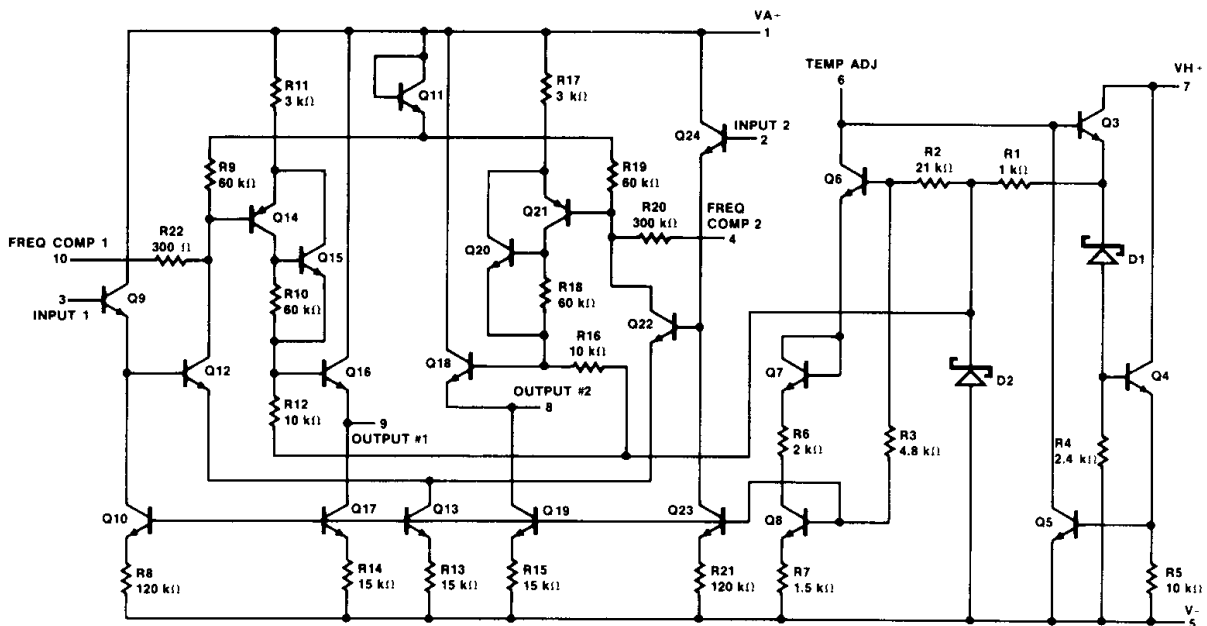 VA+
1
R11
3 kΩ
Q11
R17
3 kΩ
TEMP ADJ
6
VH+
7
Q3
Q24
INPUT 2
2
R9
60 kΩ
R19
60 kΩ
Q6
R2
21 kΩ
R1
1 kΩ
Q14
Q21
R20
300 kΩ
FREQ
COMP 2
4
FREQ COMP 1
10
R22
300 Ω
Q15
Q20
D1
3
INPUT 1
Q9
R10
60 kΩ
R18
60 kΩ
Q22
R16
10 kΩ
Q12
Q16
Q18
Q7
D2
Q4
R12
10 kΩ
9
OUTPUT #1
OUTPUT #2
8
R6
2 kΩ
R3
4.8 kΩ
R4
2.4 kΩ
Q10
Q17
Q13
Q19
Q23
Q8
Q5
R8
120 kΩ
R14
15 kΩ
R13
15 kΩ
R15
15 kΩ
R21
120 kΩ
R7
1.5 kΩ
R5
10 kΩ
V-
5